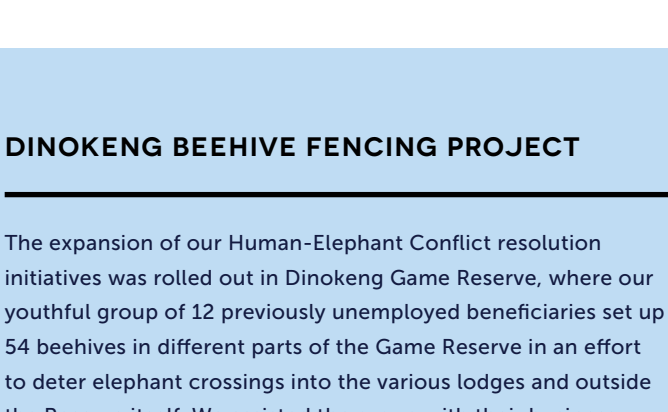 DINOKENG BEEHIVE FENCING PROJECT
The expansion of our Human-Elephant Conflict resolution
initiatives was rolled out in Dinokeng Game Reserve, where our
youthful group of 12 previously unemployed beneficiaries set up
54 beehives in different parts of the Game Reserve in an effort
to deter elephant crossings into the various lodges and outside